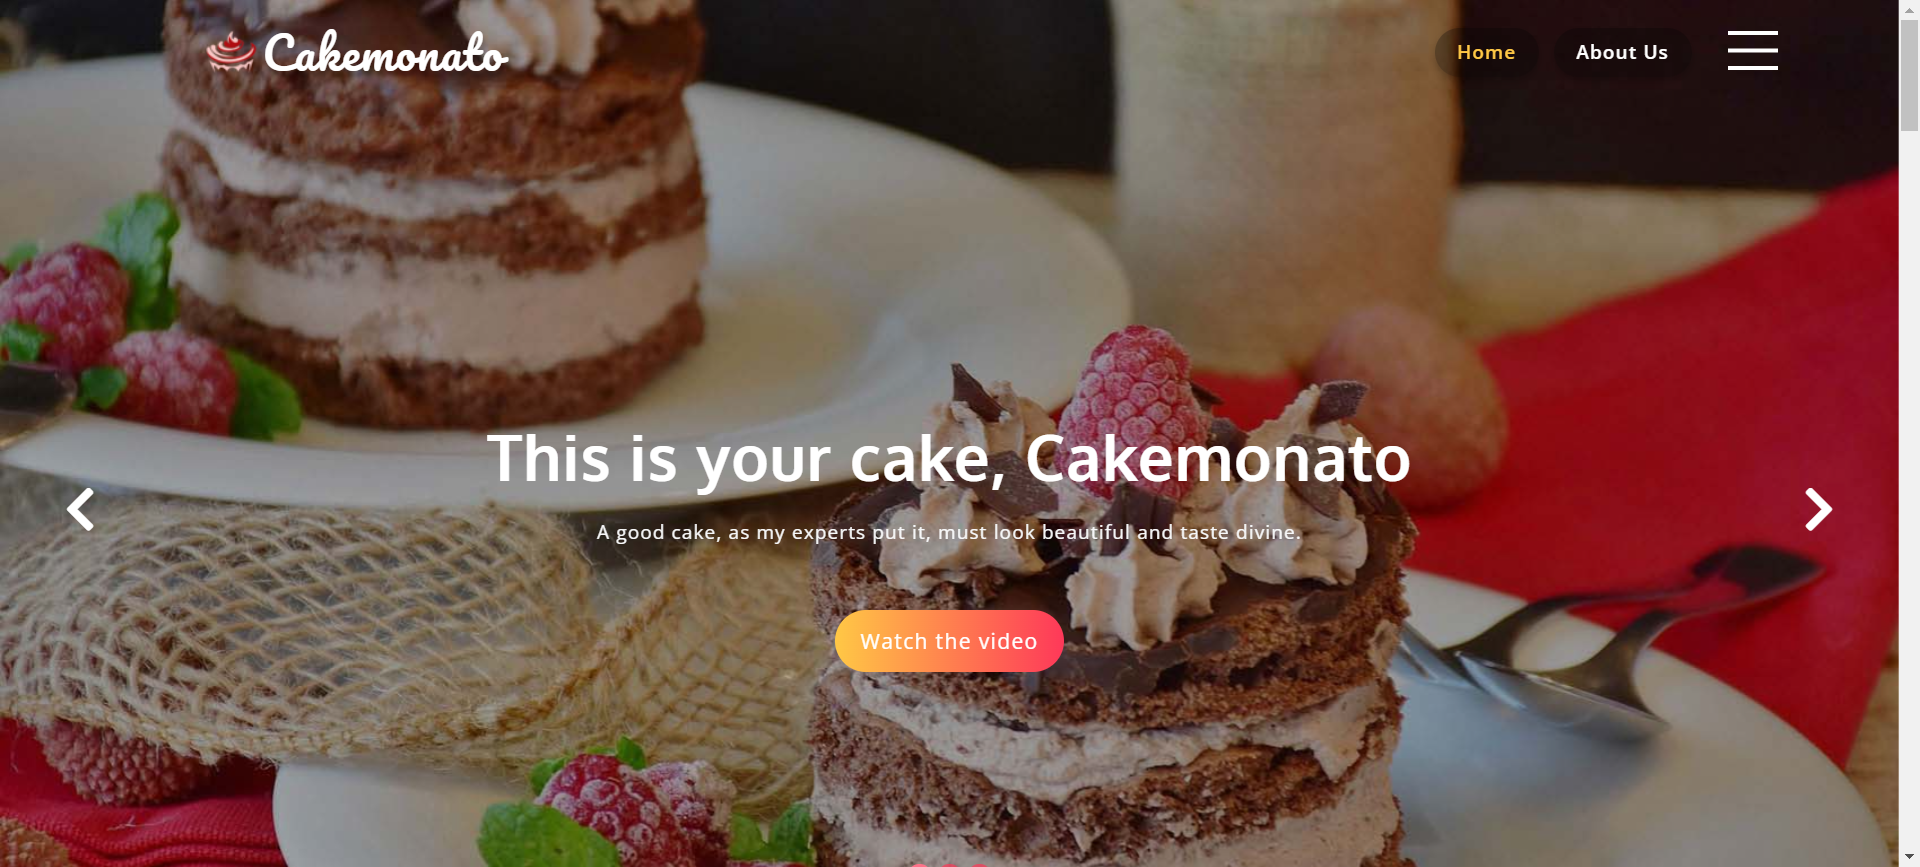 Cakemonato
Home
About Us
This is your cake, Cakemonato
A good cake, as my experts put it, must look beautiful and taste divine.
Watch the video